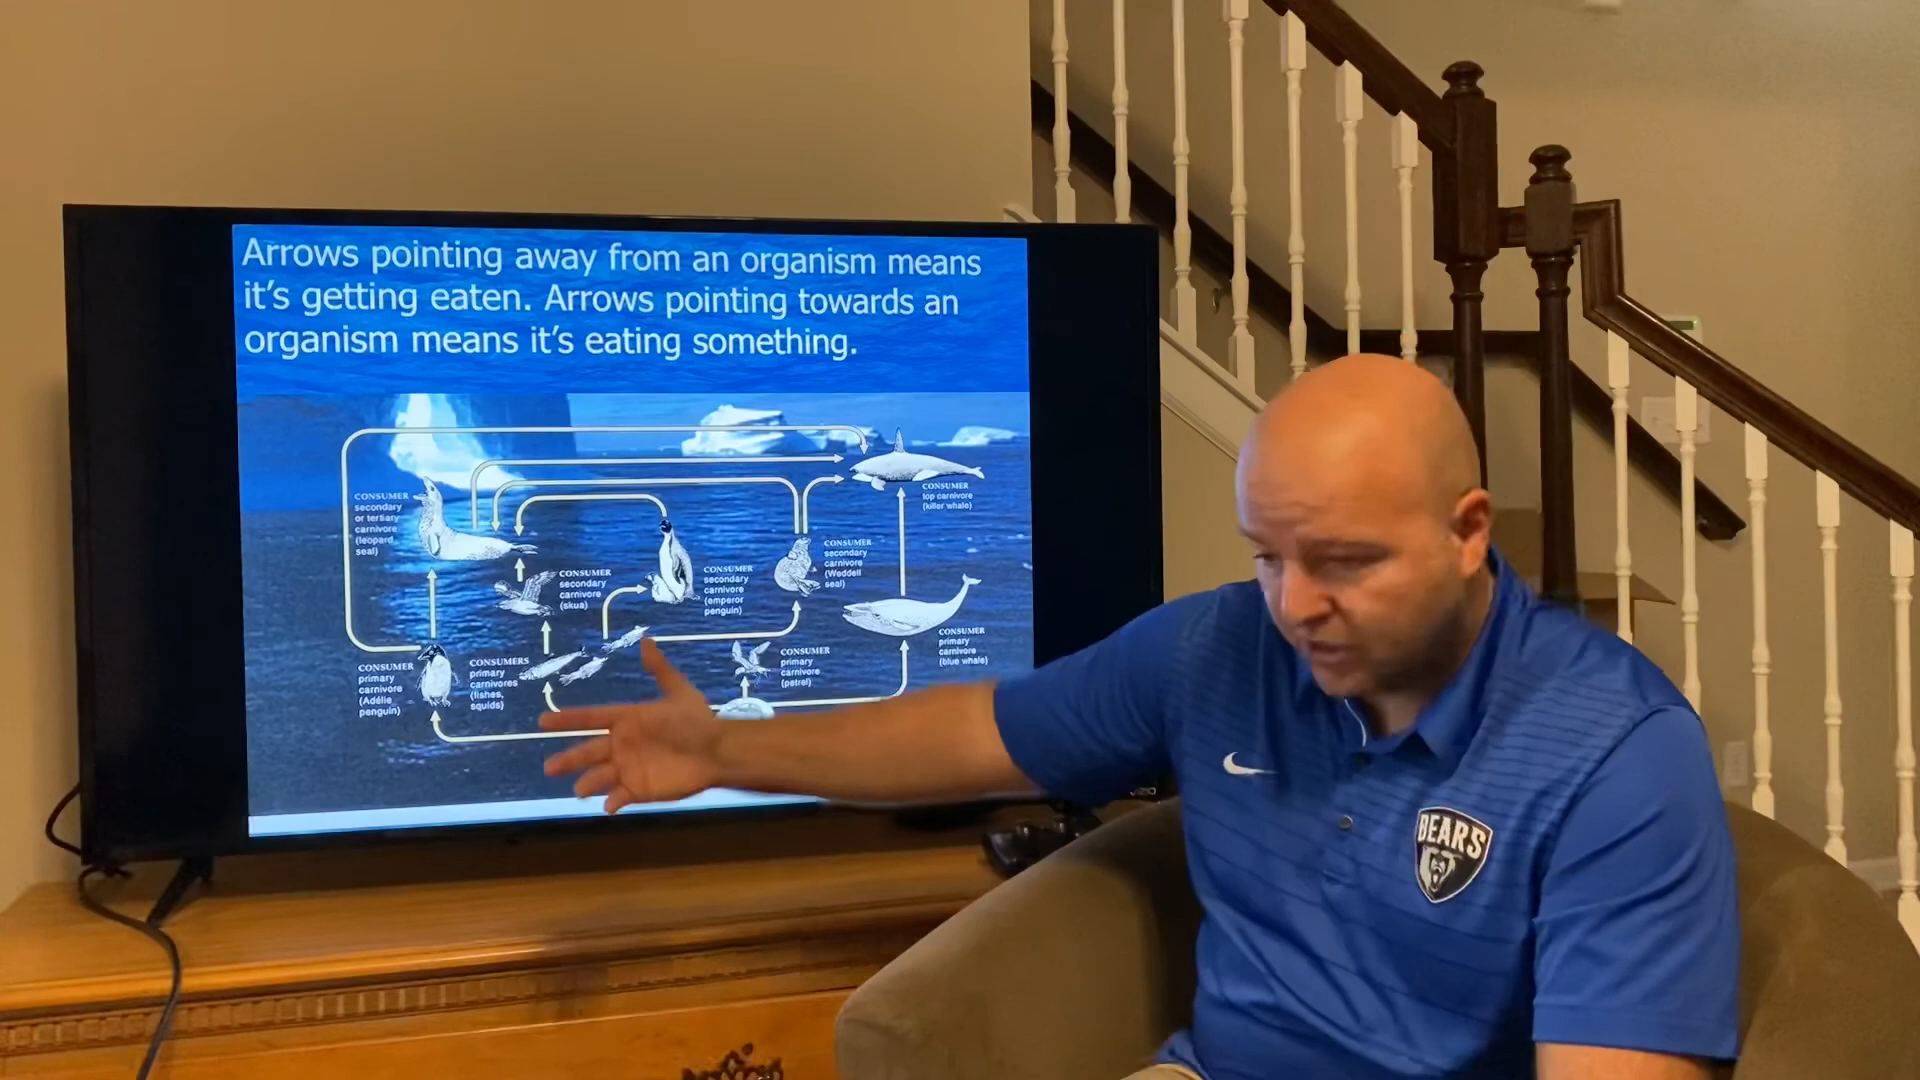 Arrows pointing away from an organism means
it's getting eaten. Arrows pointing towards an
organism means it's eating something.
CONSUMER
secondary
or tertiary
carnivore
(leopard
seal)
CONSUMER
top carnivore
(killer whale)
CONSUMER
secondary
carnivore
(skua)
CONSUMER
secondary
carnivore
(emperor
penguin)
CONSUMER
secondary
carnivore
(Weddell
seal)
CONSUMER
primary
carnivore
(Adélie
penguin)
CONSUMERS
primary
carnivores
(fishes,
squids)
CONSUMER
primary
carnivore
(petrel)
CONSUMER
primary
carnivore
(blue whale)
VIZIO
BEARS